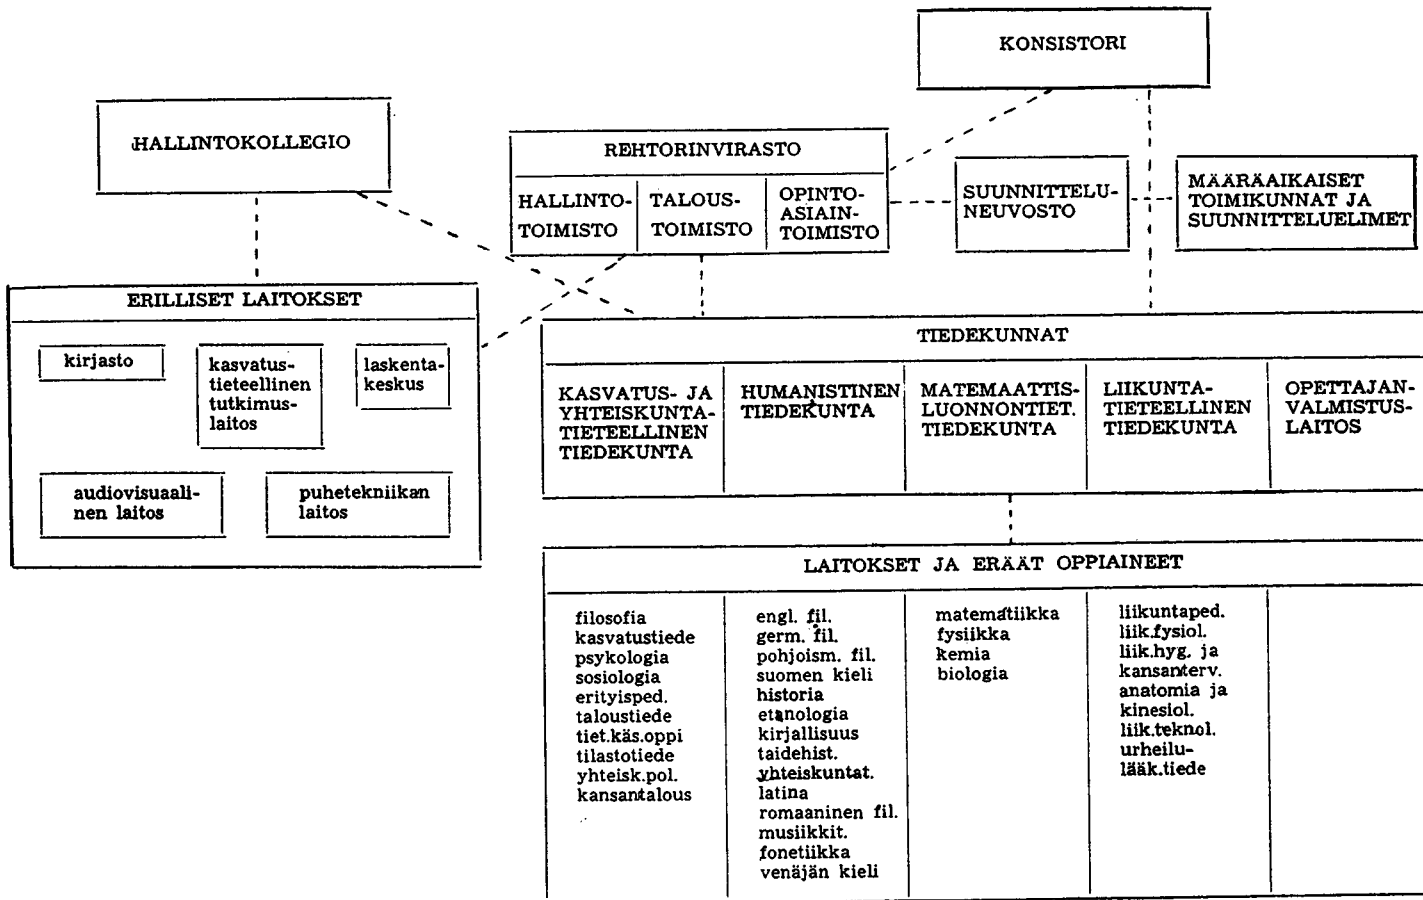 KONSISTORI
HALLINTOKOLLEGIO
REHTORINVIRASTO
HALLINTO-
TOIMISTO
TALOUS-
TOIMISTO
OPINTO-
ASIAIN-
TOIMISTO
SUUNNITTELU-
NEUVOSTO
MÄÄRÄAIKAISET
TOIMIKUNNAT JA
SUUNNITTELUELIMET
ERILLISET LAITOKSET
kirjasto
kasvatus-
tieteellinen
tutkimus-
laitos
laskenta-
keskus
audiovisuaali-
nen laitos
puhetekniikan
laitos
TIEDEKUNNAT
KASVATUS- JA
YHTEISKUNTA-
TIETEELLINEN
TIEDEKUNTA
HUMANISTINEN
TIEDEKUNTA
MATEMAATTIS-
LUONNONTIET.
TIEDEKUNTA
LIIKUNTA-
TIETEELLINEN
TIEDEKUNTA
OPETTAJAN-
VALMISTUS-
LAITOS
LAITOKSET JA ERÄÄT OPPIAINEET
filosofia
kasvatustiede
psykologia
sosiologia
erityisped.
taloustiede
tiet.käs.oppi
tilastotiede
yhteisk.pol.
kansantalous
engl. fil.
germ. fil.
pohjoism. fil.
suomen kieli
historia
etnologia
kirjallisuus
taidehist.
yhteiskuntat.
latina
romaaninen fil.
musiikkit.
fonetiikka
venäjän kieli
matematiikka
fysiikka
kemia
biologia
liikuntaped.
liik.fysiol.
liik.hyg. ja
kansanterv.
anatomia ja
kinesiol.
liik.teknol.
urheilu-
lääk.tiede